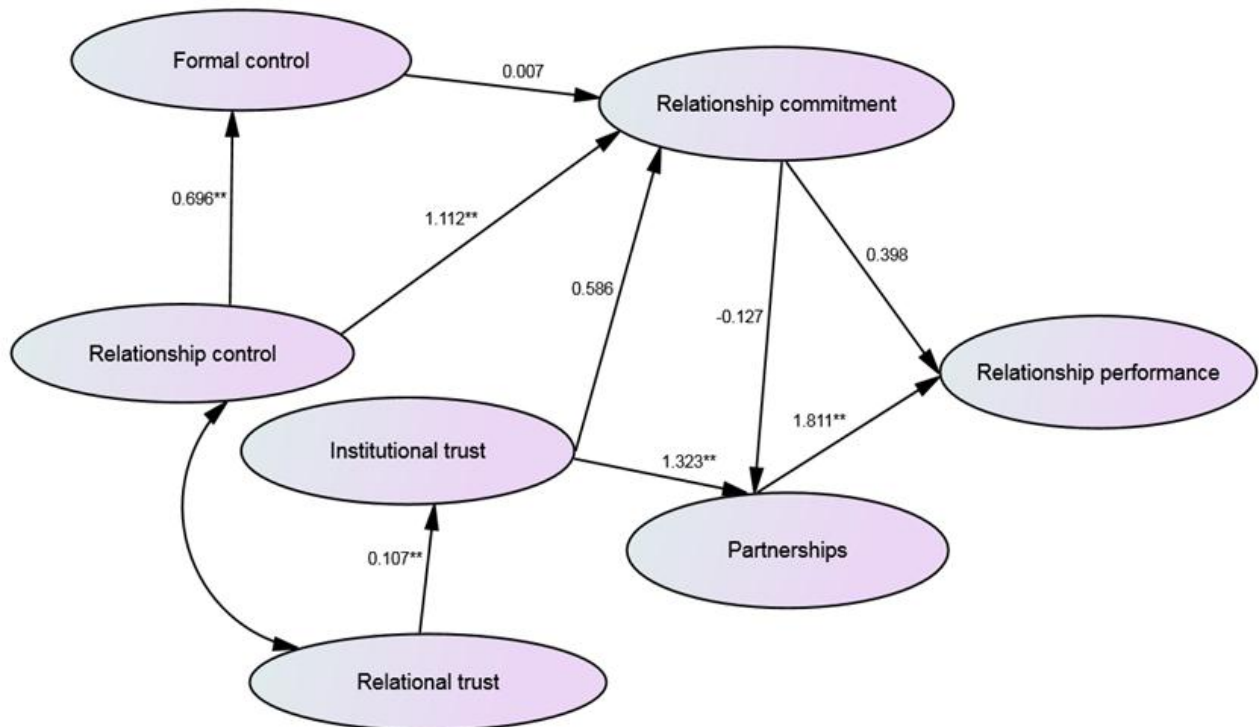 Formal control
0.007
Relationship commitment
0.696**
1.112**
0.586
-0.127
0.398
Relationship control
Relationship performance
Institutional trust
1.323**
1.811**
0.107**
Partnerships
Relational trust